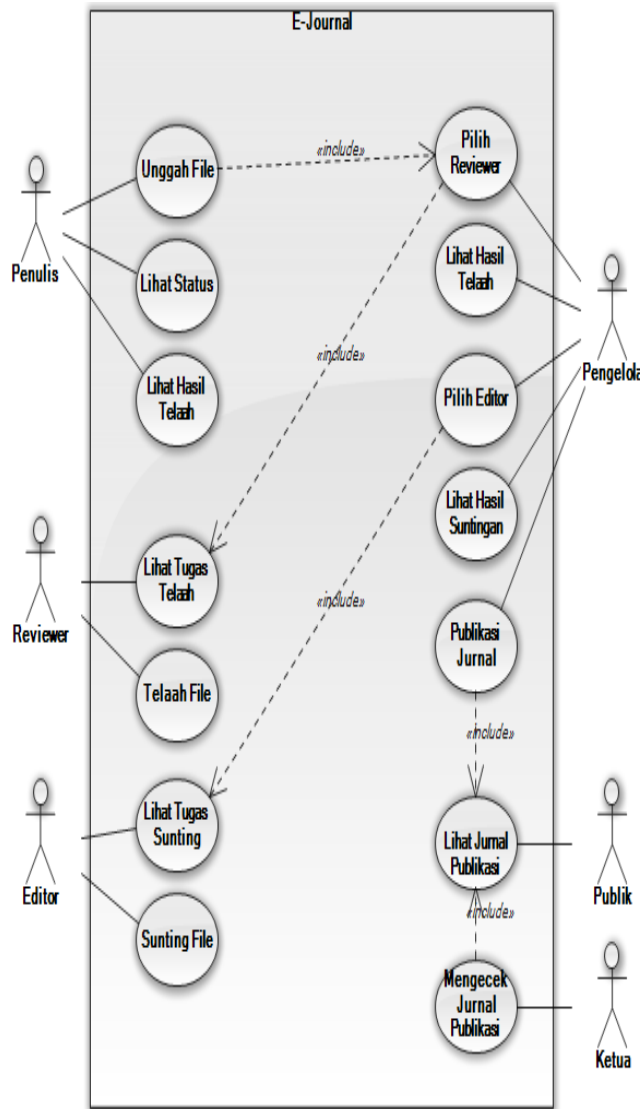 E-Journal
Unggah File
«include»
Pilih
Reviewer
Penulis
Lihat Status
Lihat Hasil
Telaah
Pengelola
«include»
Lihat Hasil
Telaah
Pilih Editor
Lihat Hasil
Suntingan
Reviewer
Lihat Tugas
Telaah
«include»
Telaah File
Publikasi
Jurnal
«include»
Editor
Lihat Tugas
Sunting
Lihat Jurnal
Publikasi
Publik
Sunting File
«include»
Mengecek
Jurnal
Publikasi
Ketua